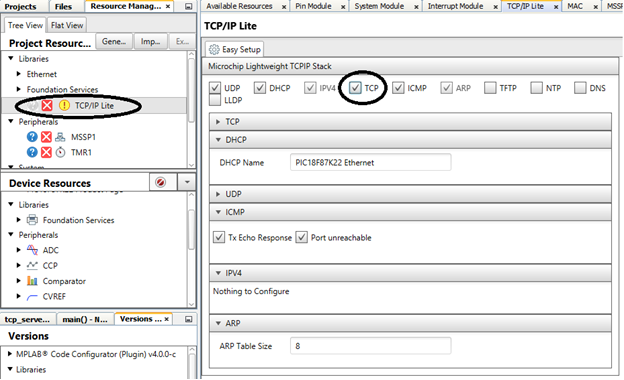 Projects Files Resource Manag... ×
Tree View Flat View
Project Resourc... Gene... Imp... Ex...
Libraries
Ethernet
Foundation Services
TCP/IP Lite
Peripherals
MSSP1
TMR1
System
Device Resources
Libraries
Foundation Services
Peripherals
ADC
CCP
Comparator
CVREF
tcp_serve... main() - N... Versions ... ×
Versions
MPLAB® Code Configurator (Plugin) v4.0.0-c
Libraries
Available Resources × Pin Module × System Module × Interrupt Module × TCP/IP Lite × MAC × MSSP
TCP/IP Lite
Easy Setup
Microchip Lightweight TCPIP Stack
UDP DHCP IPV4 TCP ICMP ARP TFTP NTP DNS
LLDP
TCP
DHCP
DHCP Name PIC18F87K22 Ethernet
UDP
ICMP
Tx Echo Response Port unreachable
IPV4
Nothing to Configure
ARP
ARP Table Size 8